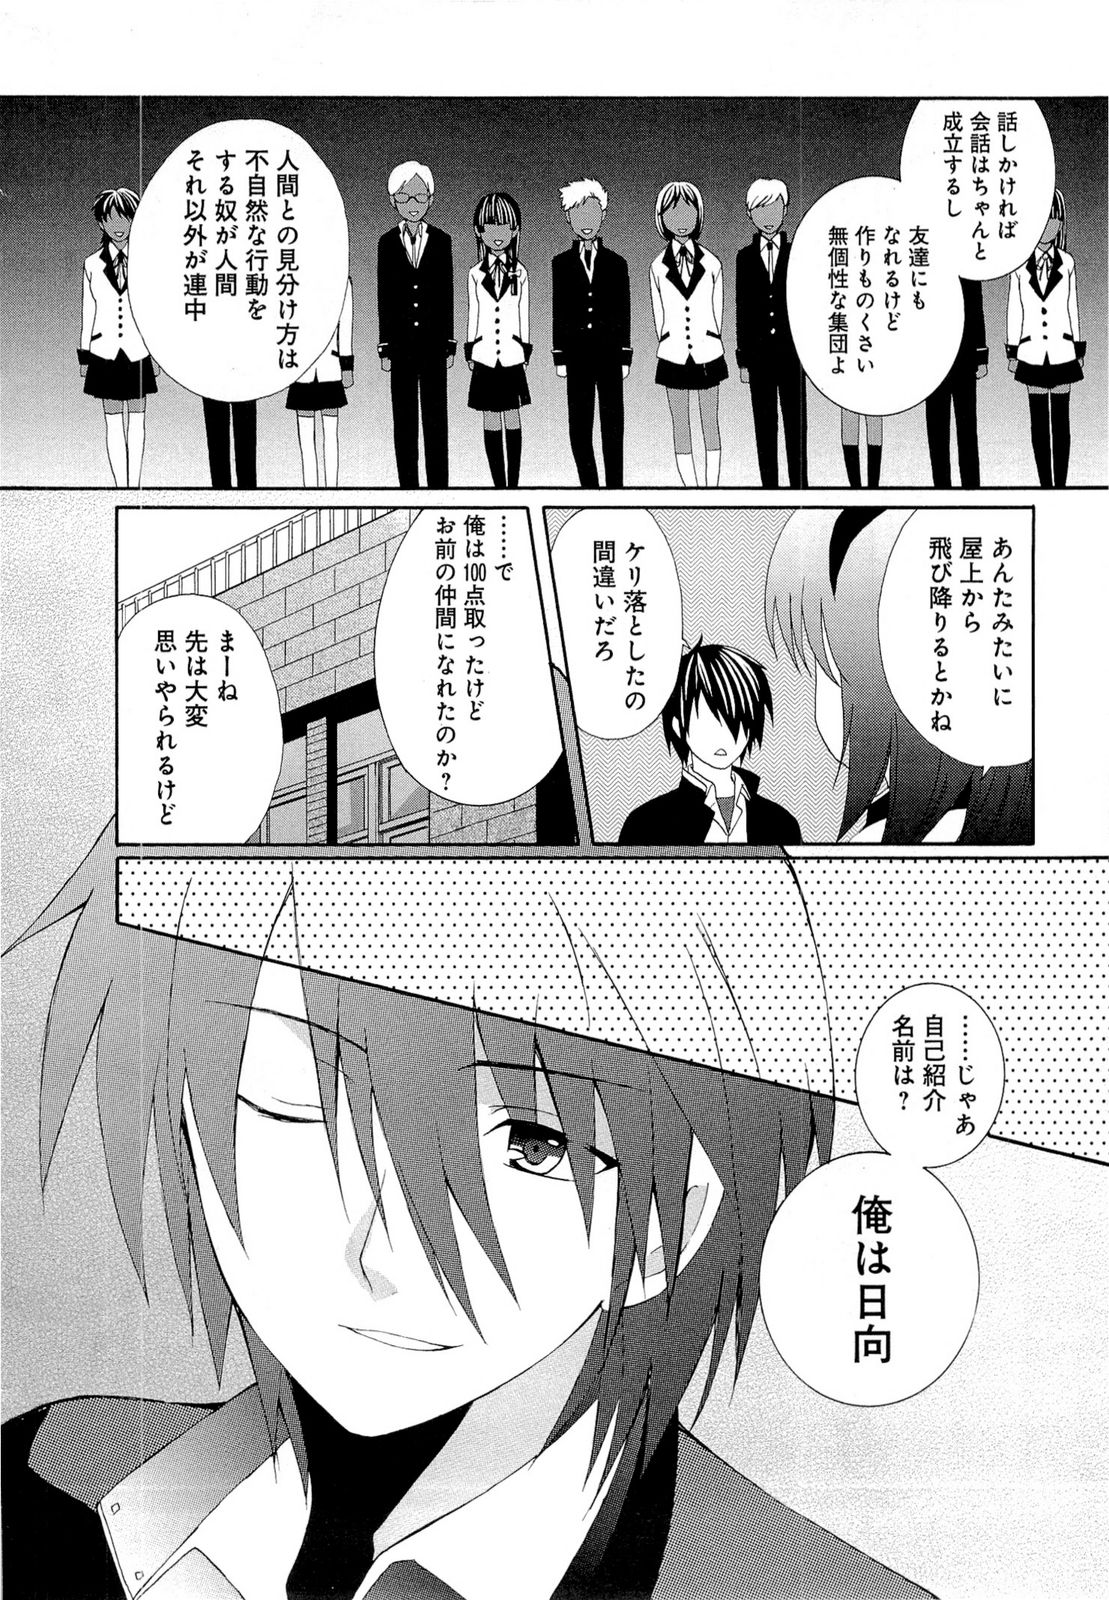 話しかければ
会話はちゃんと
成立するし
友達にも
なれるけど
作りものくさい
無個性な集団よ
人間との見分け方は
不自然な行動を
する奴が人間
それ以外が連中
あんたみたいに
屋上から
飛び降りるとかね
ケリ落としたの
間違いだろ
……で
俺は100点取ったけど
お前の仲間になれたのか？
まーね
先は大変
思いやられるけど
……じゃあ
自己紹介
名前は？
俺は日向